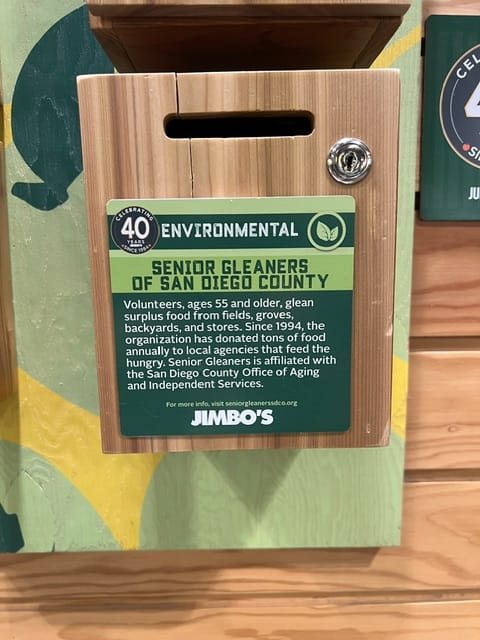 CELEBRATING
40
YEARS
SINCE 1984
ENVIRONMENTAL
SENIOR GLEANERS
OF SAN DIEGO COUNTY
Volunteers, ages 55 and older, glean
surplus food from fields, groves,
backyards, and stores. Since 1994, the
organization has donated tons of food
annually to local agencies that feed the
hungry. Senior Gleaners is affiliated with
the San Diego County Office of Aging
and Independent Services.
For more info, visit seniorgleanerssdco.org
JIMBO'S